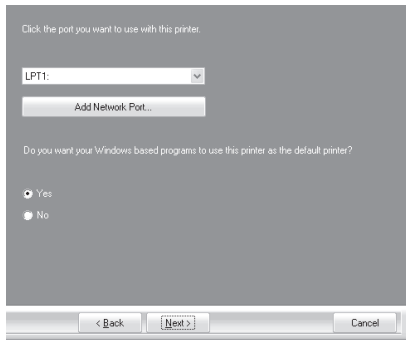 Click the port you want to use with this printer.
LPT1:
Add Network Port...
Do you want your Windows based programs to use this printer as the default printer?
Yes
No
< Back Next > Cancel